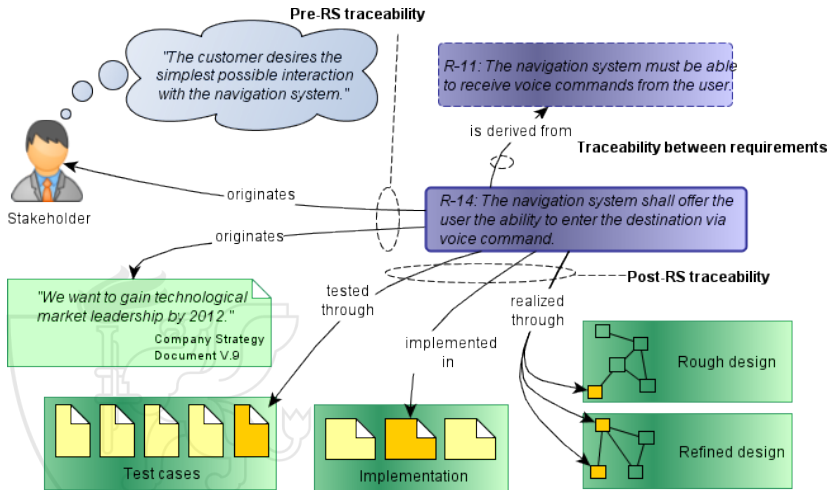 Pre-RS traceability
"The customer desires the
simplest possible interaction
with the navigation system."
R-11: The navigation system must be able
to receive voice commands from the user.
is derived from
Traceability between requirements
Stakeholder
originates
R-14: The navigation system shall offer the
user the ability to enter the destination via
voice command.
originates
Post-RS traceability
"We want to gain technological
market leadership by 2012."
Company Strategy
Document V.9
tested
through
implemented
in
realized
through
Rough design
Refined design
Test cases
Implementation